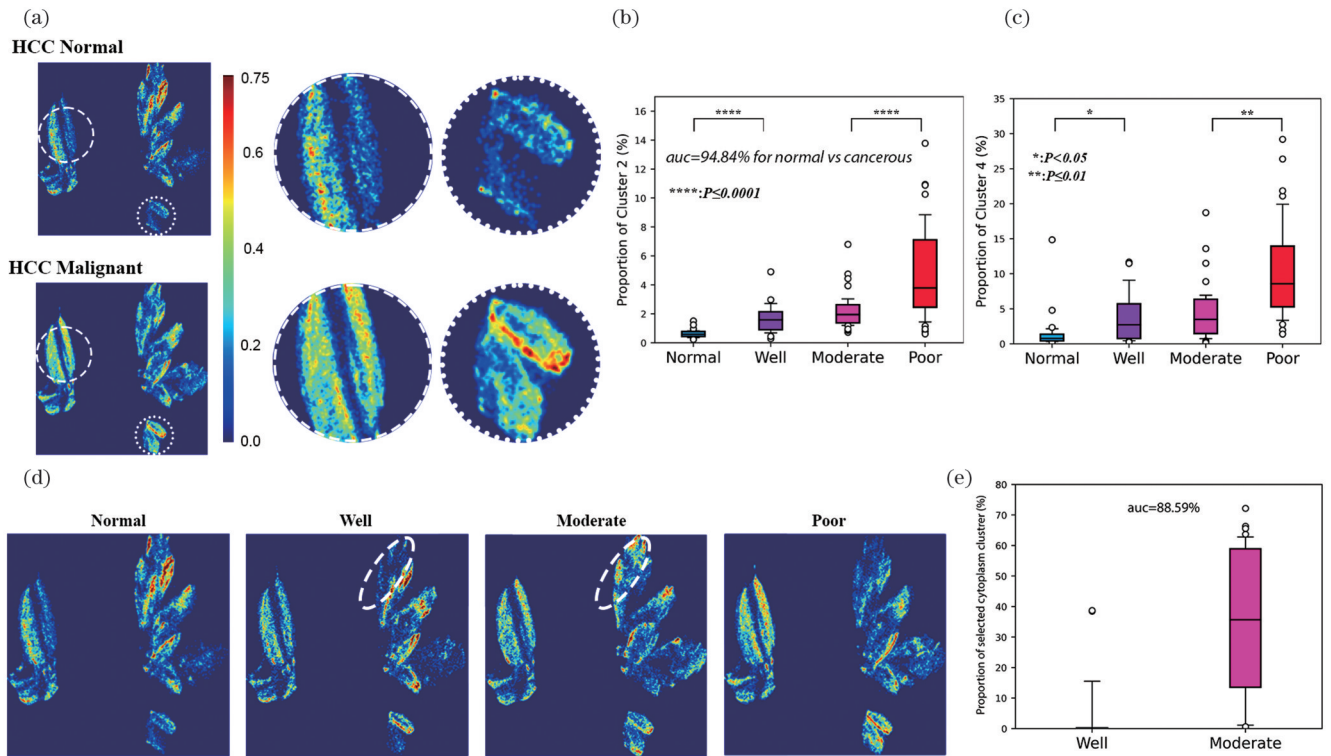 (a)
HCC Normal
0.75
0.6
0.4
0.2
0.0
HCC Malignant
(b)
Proportion of Cluster 2 (%)
16
14
12
10
8
6
4
2
0
****
****
auc=94.84% for normal vs cancerous
****:P≤0.0001
Normal Well Moderate Poor
(c)
Proportion of Cluster 4 (%)
35
30
25
20
15
10
5
0
*
**
*:P<0.05
**:P≤0.01
Normal Well Moderate Poor
(d)
Normal Well Moderate Poor
(e)
Proportion of selected cytoplasm clustrer (%)
80
70
60
50
40
30
20
10
0
auc=88.59%
Well Moderate